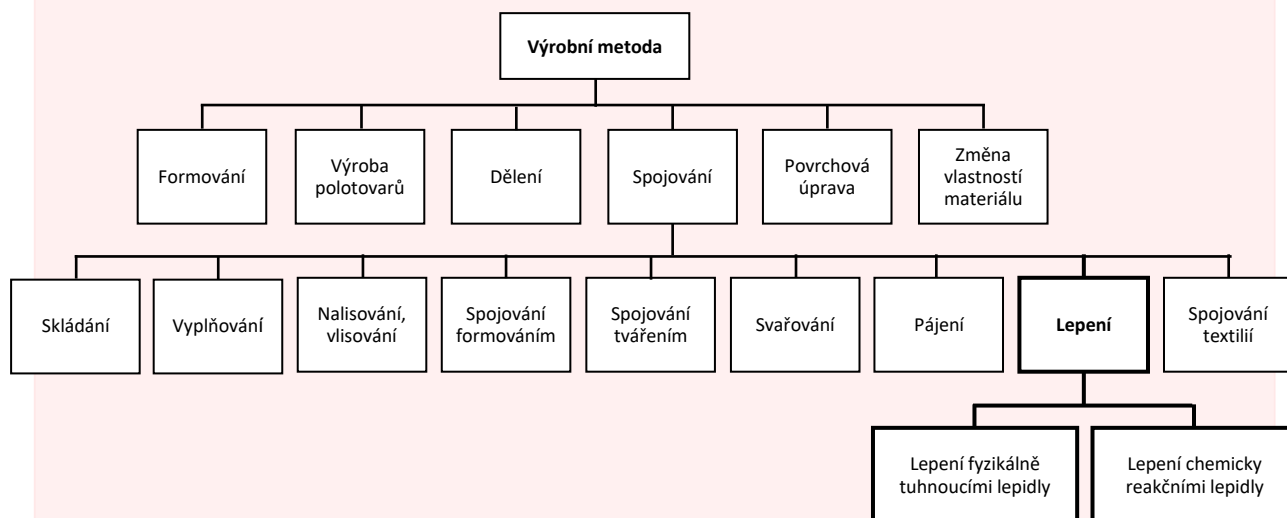 Výrobní metoda
Formování
Výroba
polotovarů
Dělení
Spojování
Povrchová
úprava
Změna
vlastností
materiálu
Skládání
Vyplňování
Nalisování,
vlisování
Spojování
formováním
Spojování
tvářením
Svařování
Pájení
Lepení
Spojování
textilií
Lepení fyzikálně
tuhnoucími lepidly
Lepení chemicky
reakčními lepidly